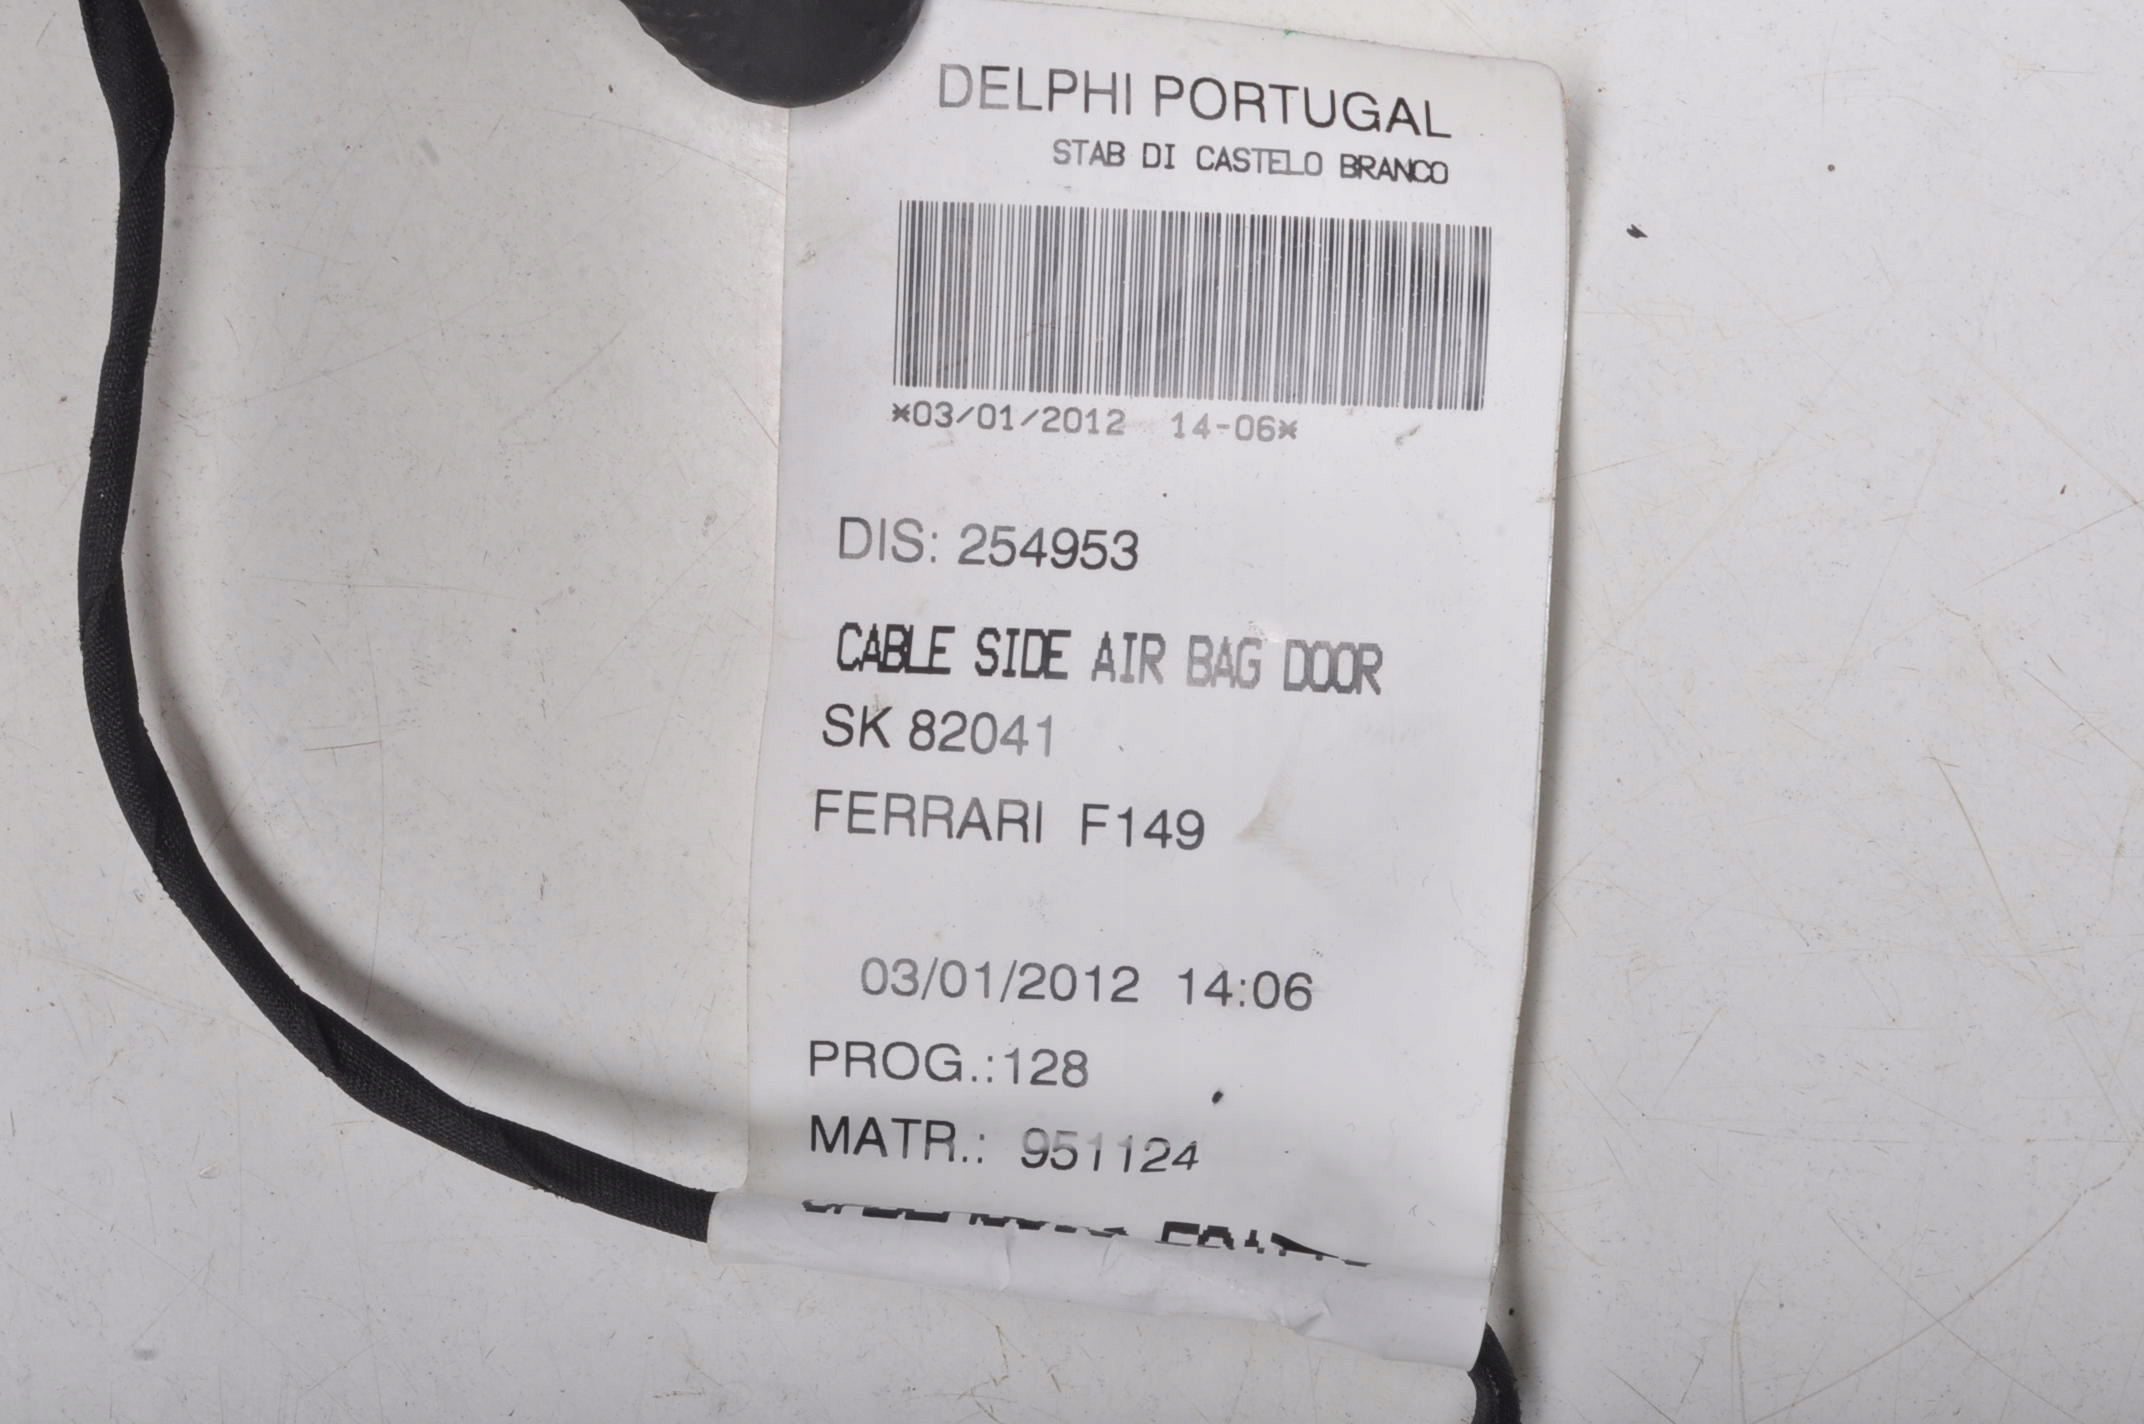 DELPHI PORTUGAL
STAB DI CASTELO BRANCO
*03/01/2012 14-06*
DIS: 254953
CABLE SIDE AIR BAG DOOR
SK 82041
FERRARI F149
03/01/2012 14:06
PROG.:128
MATR.: 951124